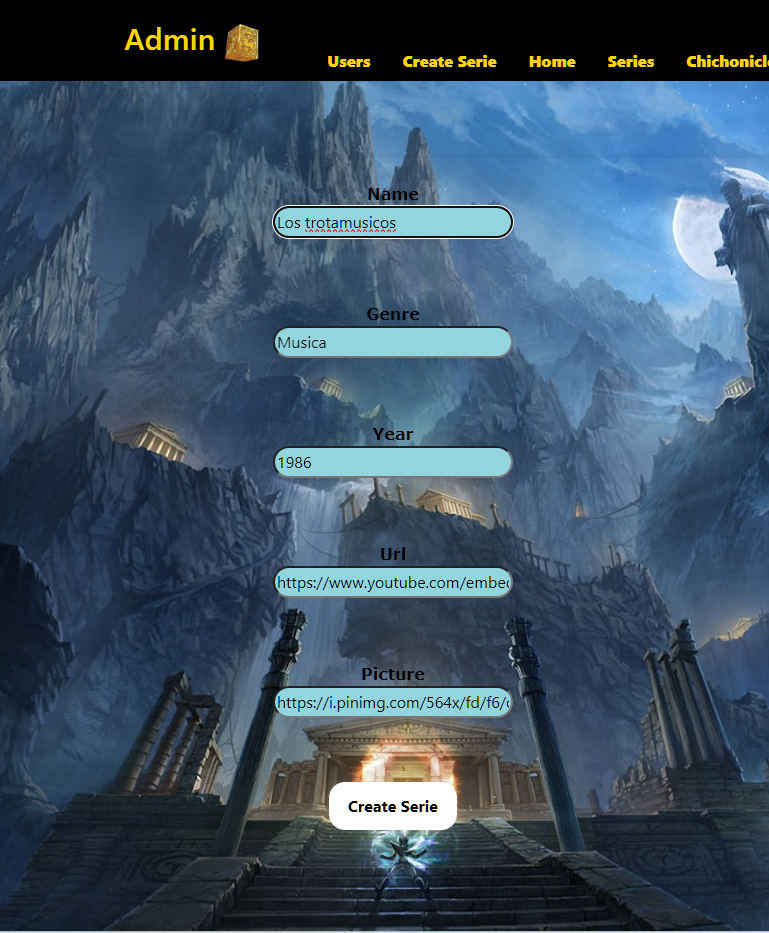 Admin
Users Create Serie Home Series
Name
Los trotamusicos
Genre
Musica
Year
1986
Url
https://www.youtube.com/embed
Picture
https://i.pinimg.com/564x/fd/f6/
Create Serie